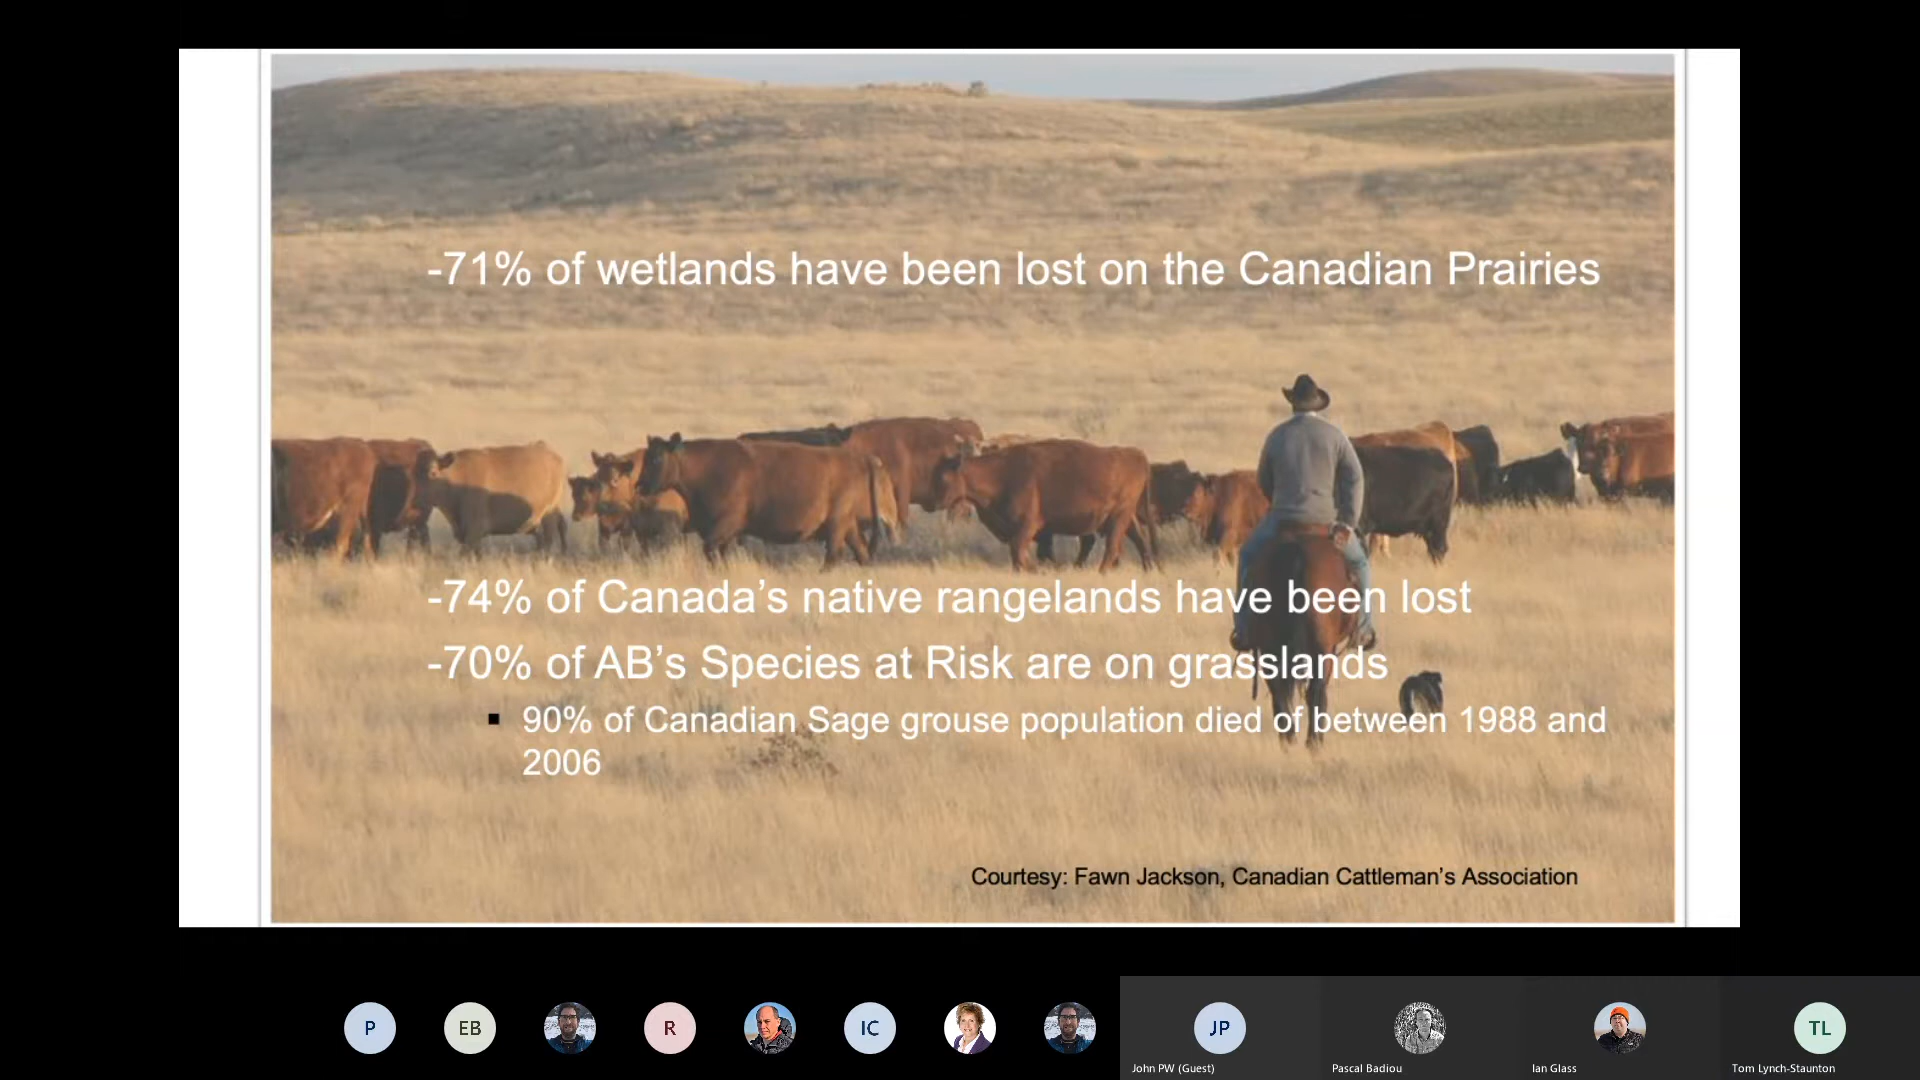 -71% of wetlands have been lost on the Canadian Prairies
-74% of Canada’s native rangelands have been lost
-70% of AB’s Species at Risk are on grasslands
▪ 90% of Canadian Sage grouse population died of between 1988 and
2006
Courtesy: Fawn Jackson, Canadian Cattleman’s Association
P
EB
R
IC
JP
TL
John PW (Guest)
Pascal Badiou
Ian Glass
Tom Lynch-Staunton